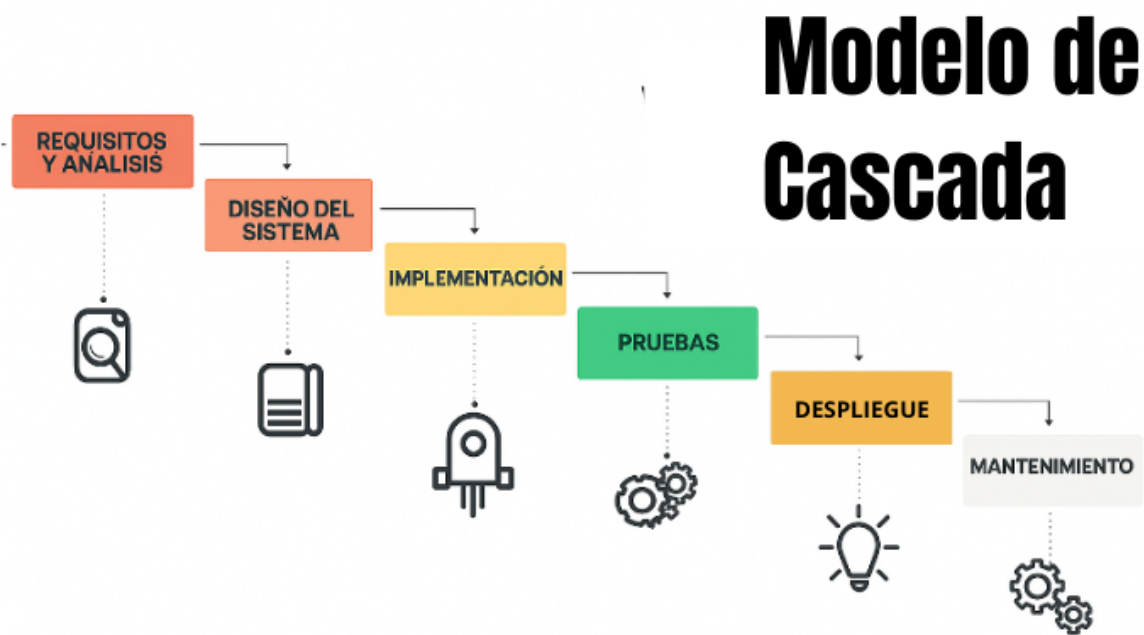 Modelo de
Cascada
REQUISITOS
Y ANÁLISIS
DISEÑO DEL
SISTEMA
IMPLEMENTACIÓN
PRUEBAS
DESPLIEGUE
MANTENIMIENTO